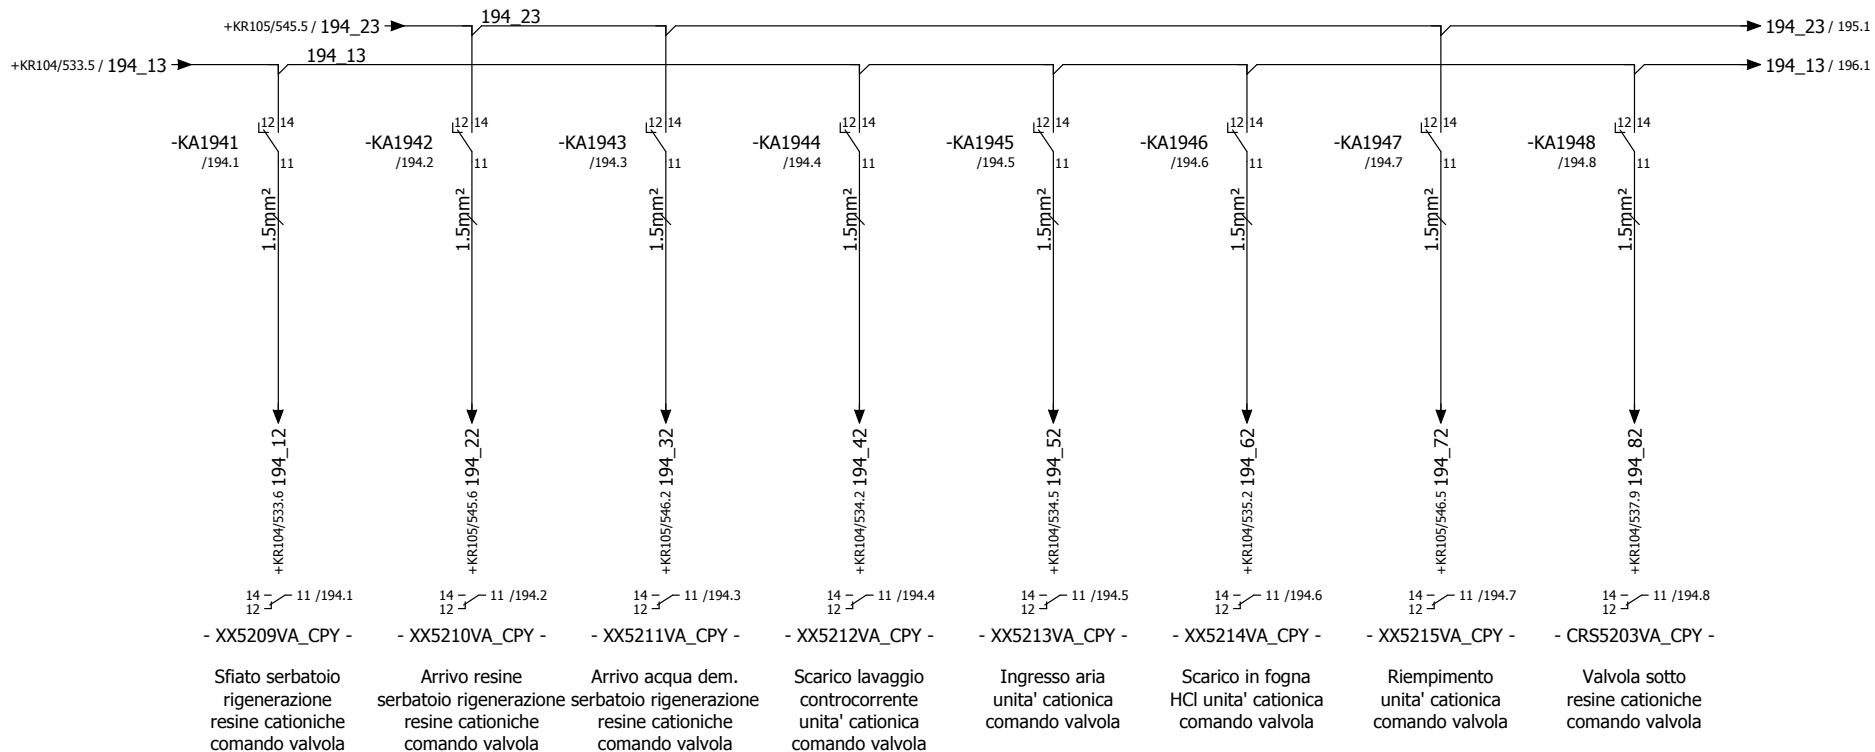 +KR105/545.5 / 194_23
194_23
194_23 / 195.1
+KR104/533.5 / 194_13
194_13
194_13 / 196.1
12 14
12 14
12 14
12 14
12 14
12 14
12 14
12 14
-KA1941
-KA1942
-KA1943
-KA1944
-KA1945
-KA1946
-KA1947
-KA1948
/194.1
11
/194.2
11
/194.3
11
/194.4
11
/194.5
11
/194.6
11
/194.7
11
/194.8
11
1.5mm²
1.5mm²
1.5mm²
1.5mm²
1.5mm²
1.5mm²
1.5mm²
1.5mm²
+KR104/533.6 194_12
+KR105/545.6 194_22
+KR105/546.2 194_32
+KR104/534.2 194_42
+KR104/534.5 194_52
+KR104/535.2 194_62
+KR105/546.5 194_72
+KR104/537.9 194_82
14 11 /194.1
12
- XX5209VA_CPY -
Sfiato serbatoio
rigenerazione
resine cationiche
comando valvola
14 11 /194.2
12
- XX5210VA_CPY -
Arrivo resine
serbatoio rigenerazione
resine cationiche
comando valvola
14 11 /194.3
12
- XX5211VA_CPY -
Arrivo acqua dem.
serbatoio rigenerazione
resine cationiche
comando valvola
14 11 /194.4
12
- XX5212VA_CPY -
Scarico lavaggio
controcorrente
unita' cationica
comando valvola
14 11 /194.5
12
- XX5213VA_CPY -
Ingresso aria
unita' cationica
comando valvola
14 11 /194.6
12
- XX5214VA_CPY -
Scarico in fogna
HCl unita' cationica
comando valvola
14 11 /194.7
12
- XX5215VA_CPY -
Riempimento
unita' cationica
comando valvola
14 11 /194.8
12
- CRS5203VA_CPY -
Valvola sotto
resine cationiche
comando valvola